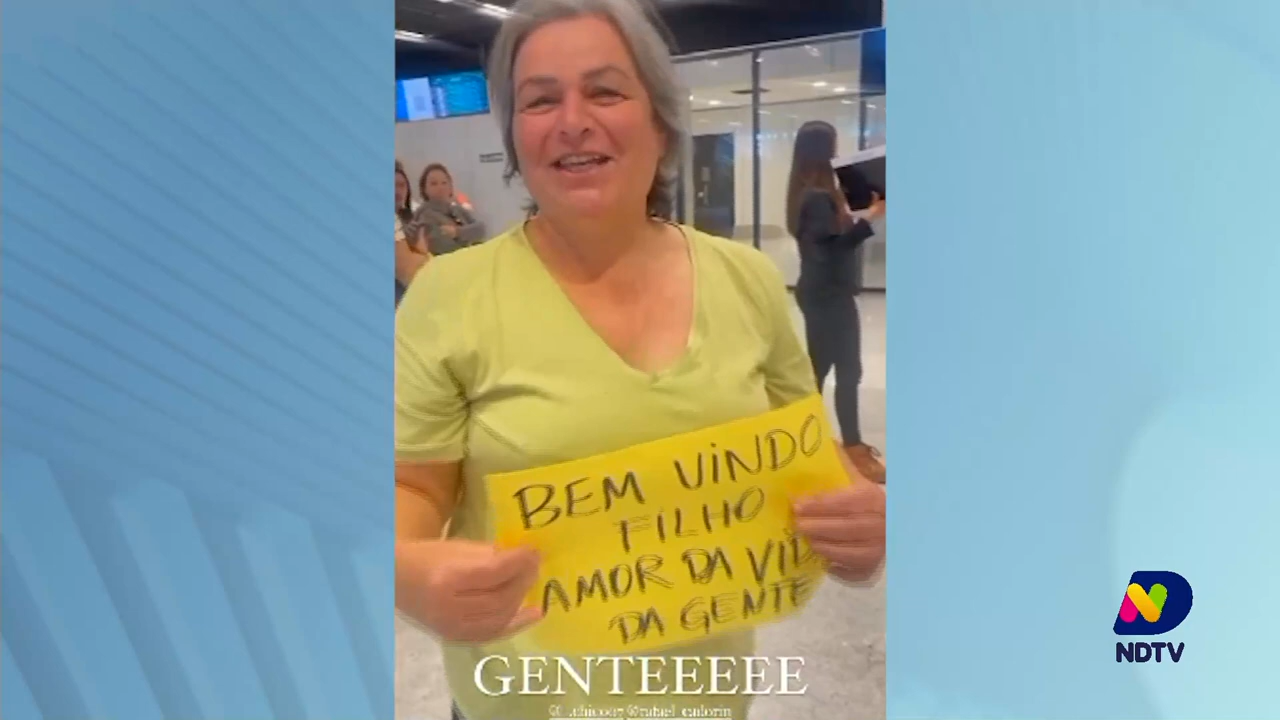 BEM VINDO
FILHO
AMOR DA VIDA
DA GENTE
GENTEEEEE
NDTV